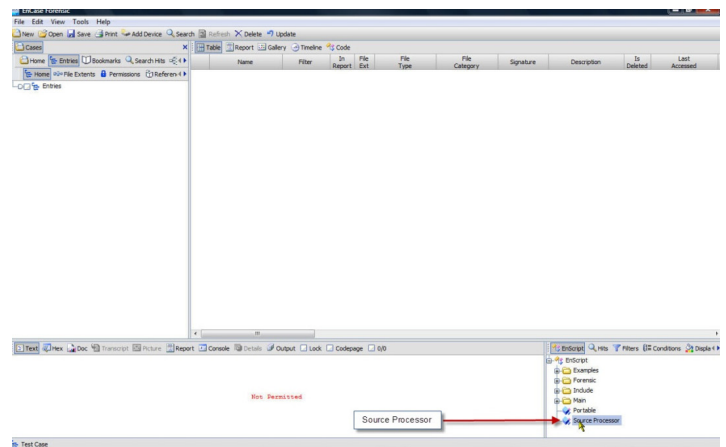 EnCase Forensic
File Edit View Tools Help
New Open Save Print Add Device Search Refresh Delete Update
Cases
Table Report Gallery Timeline Code
Home Entries Bookmarks Search Hits
Home File Extents Permissions Referen
Entries
Name Filter In Report File Ext File Type File Category Signature Description Is Deleted Last Accessed
Text Hex Doc Transcript Picture Report Console Details Output Lock Codepage 0/0
EnScript Hits Filters Conditions Displa
EnScript
Examples
Forensic
Include
Main
Portable
Source Processor
Not Permitted
Source Processor
Test Case